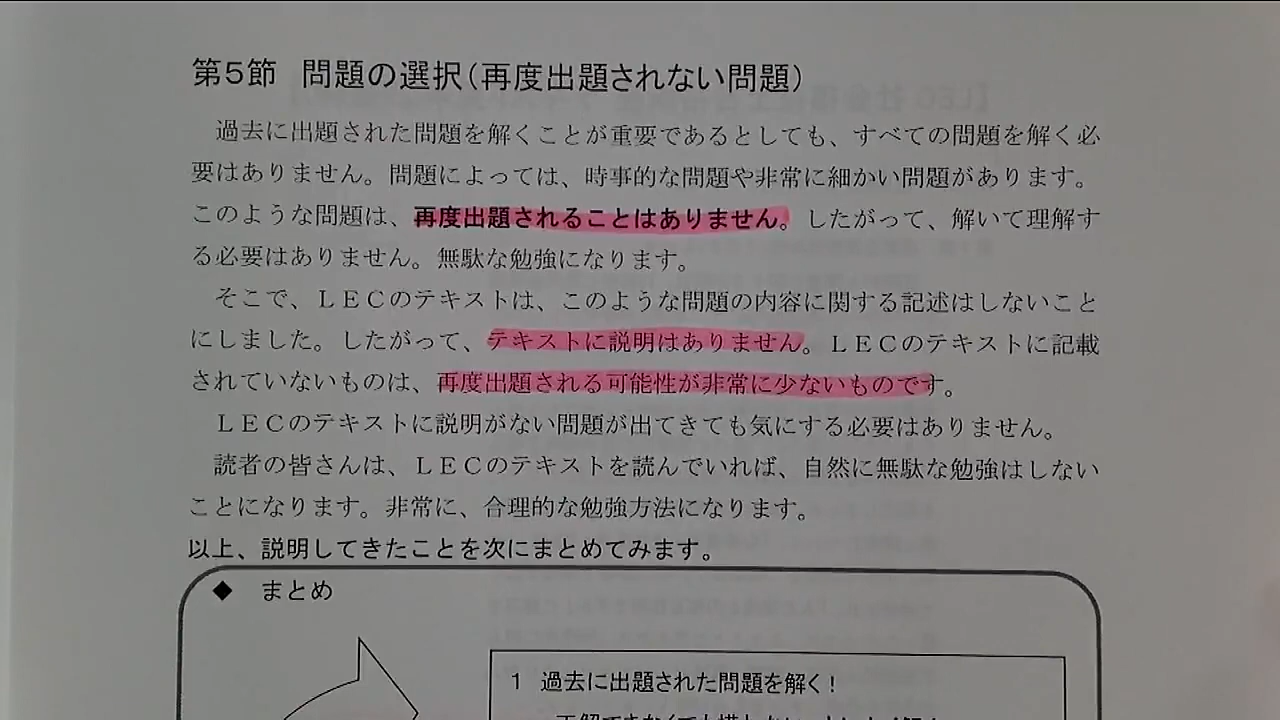 第5節 問題の選択(再度出題されない問題)
過去に出題された問題を解くことが重要であるとしても、すべての問題を解く必
要はありません。問題によっては、時事的な問題や非常に細かい問題があります。
このような問題は、再度出題されることはありません。したがって、解いて理解す
る必要はありません。無駄な勉強になります。
そこで、LECのテキストは、このような問題の内容に関する記述はしないこと
にしました。したがって、テキストに説明はありません。LECのテキストに記載
されていないものは、再度出題される可能性が非常に少ないものです。
LECのテキストに説明がない問題が出てきても気にする必要はありません。
読者の皆さんは、LECのテキストを読んでいれば、自然に無駄な勉強はしない
ことになります。非常に、合理的な勉強方法になります。
以上、説明してきたことを次にまとめてみます。
◆ まとめ
1 過去に出題された問題を解く!